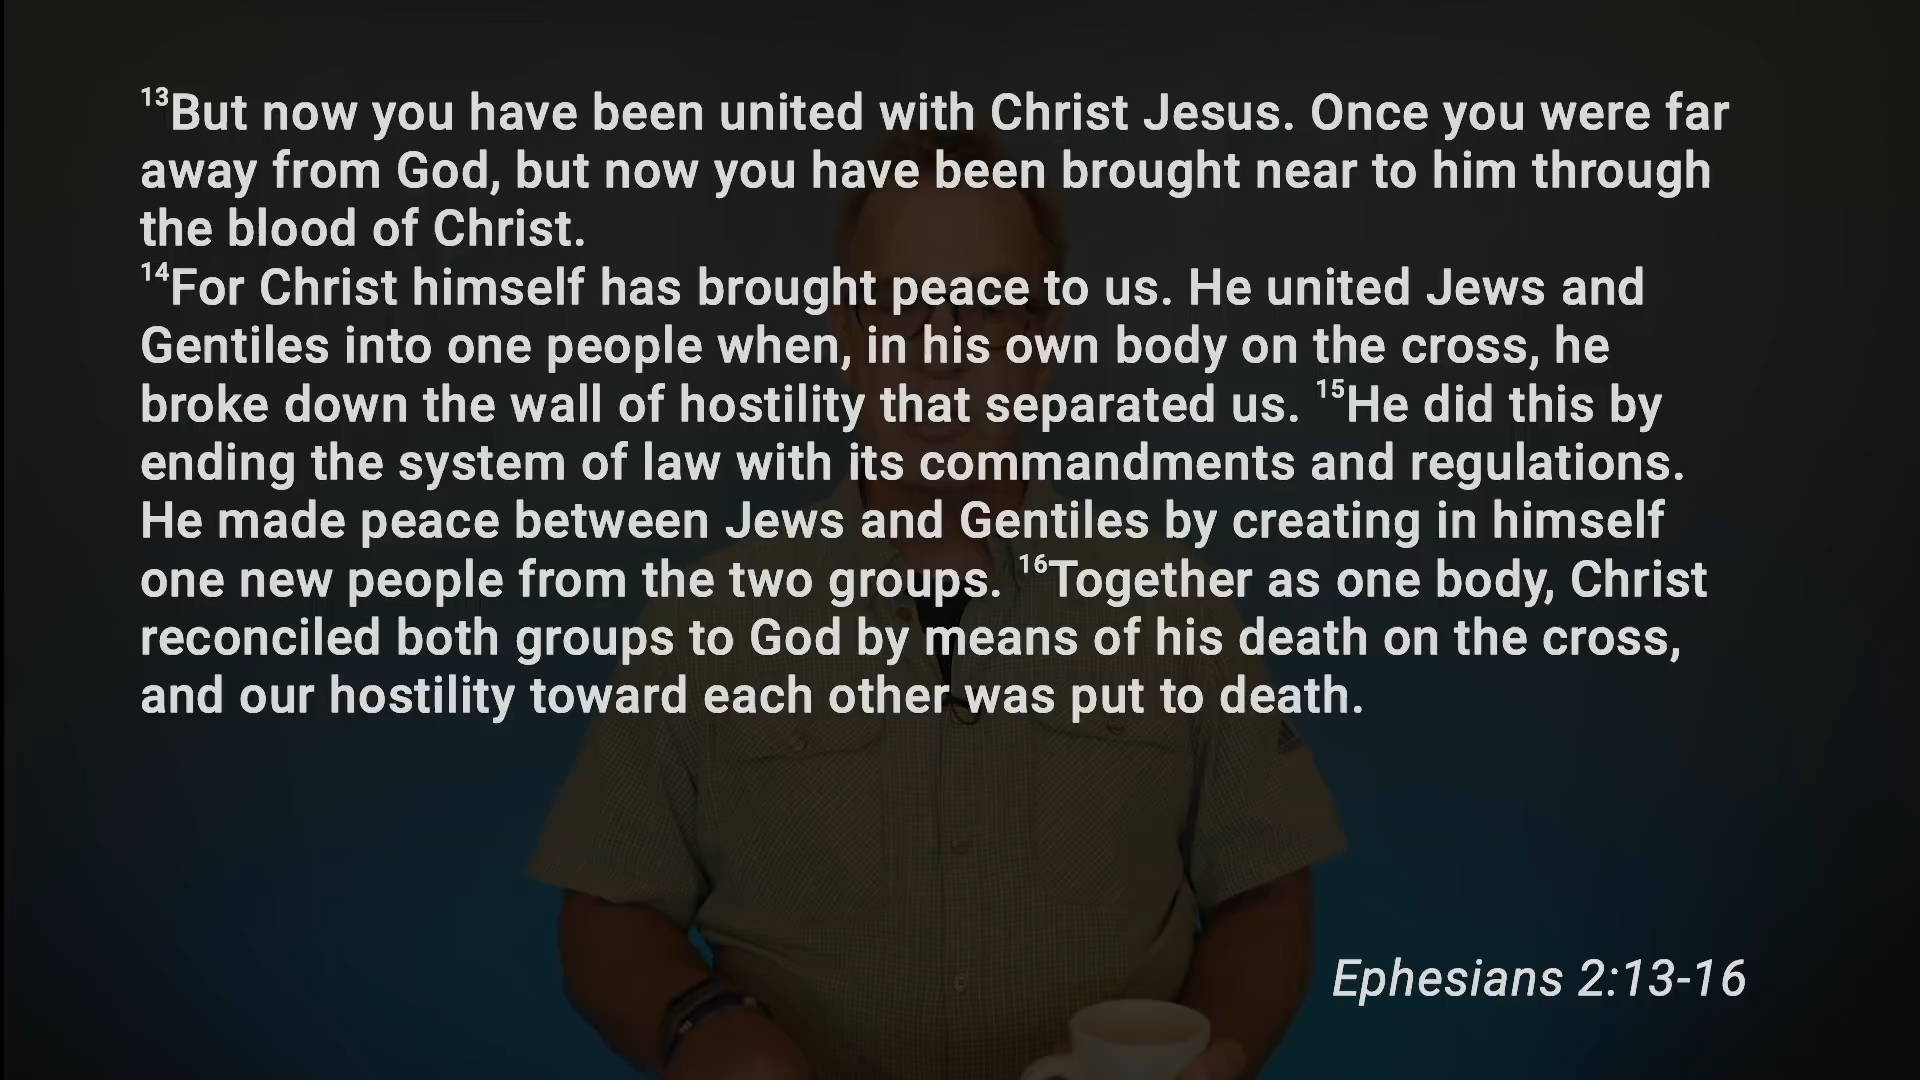 ¹³But now you have been united with Christ Jesus. Once you were far
away from God, but now you have been brought near to him through
the blood of Christ.
¹⁴For Christ himself has brought peace to us. He united Jews and
Gentiles into one people when, in his own body on the cross, he
broke down the wall of hostility that separated us. ¹⁵He did this by
ending the system of law with its commandments and regulations.
He made peace between Jews and Gentiles by creating in himself
one new people from the two groups. ¹⁶Together as one body, Christ
reconciled both groups to God by means of his death on the cross,
and our hostility toward each other was put to death.
Ephesians 2:13-16